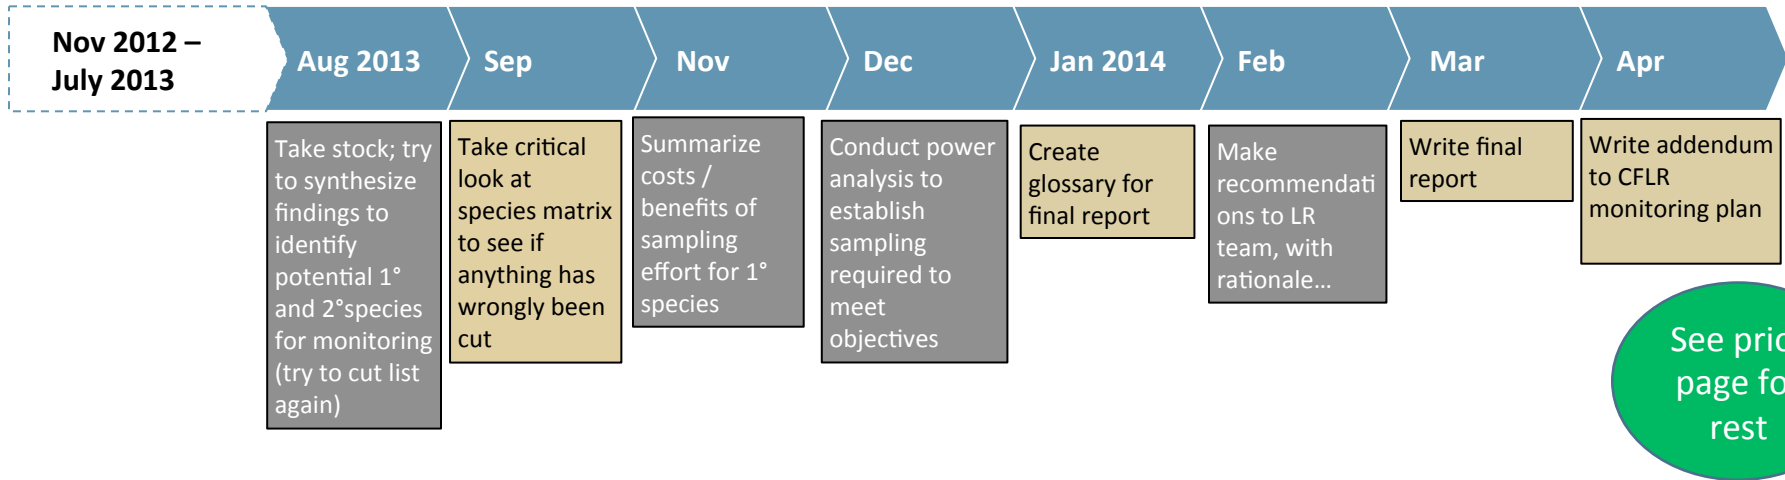 Nov 2012 –
July 2013
Aug 2013
Sep
Nov
Dec
Jan 2014
Feb
Mar
Apr
Take stock; try
to synthesize
findings to
identify
potential 1°
and 2°species
for monitoring
(try to cut list
again)
Take critical
look at
species matrix
to see if
anything has
wrongly been
cut
Summarize
costs /
benefits of
sampling
effort for 1°
species
Conduct power
analysis to
establish
sampling
required to
meet
objectives
Create
glossary for
final report
Make
recommendati
ons to LR
team, with
rationale…
Write final
report
Write addendum
to CFLR
monitoring plan
See prio
page fo
rest